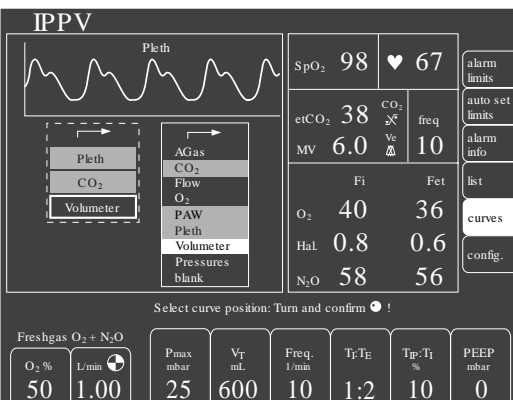 IPPV
Pleth
Pleth
CO₂
Volumeter
AGas
CO₂
Flow
O₂
PAW
Pleth
Volumeter
Pressures
blank
SpO₂ 98 ♥ 67
etCO₂ 38 CO₂ freq
MV 6.0 Ve 10
Fi Fet
O₂ 40 36
Hal. 0.8 0.6
N₂O 58 56
alarm
limits
auto set
limits
alarm
info
list
curves
config.
Select curve position: Turn and confirm !
Freshgas O₂ + N₂O
O₂ % L/min
50 1.00
Pmax VT Freq. TI:TE TIP:TI PEEP
mbar mL 1/min % mbar
25 600 10 1:2 10 0